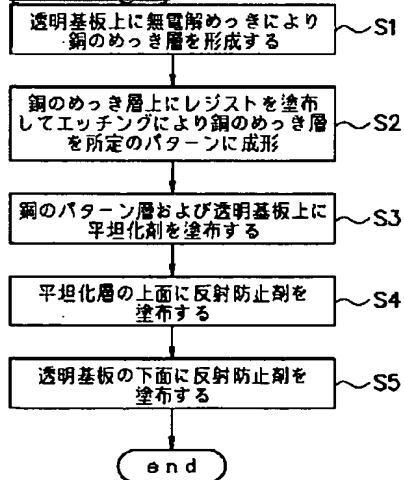 透明基板上に無電解めっきにより
銅のめっき層を形成する
S1
銅のめっき層上にレジストを塗布
してエッチングにより銅のめっき層
を所定のパターンに成形
S2
銅のパターン層および透明基板上に
平坦化剤を塗布する
S3
平坦化層の上面に反射防止剤を
塗布する
S4
透明基板の下面に反射防止剤を
塗布する
S5
end